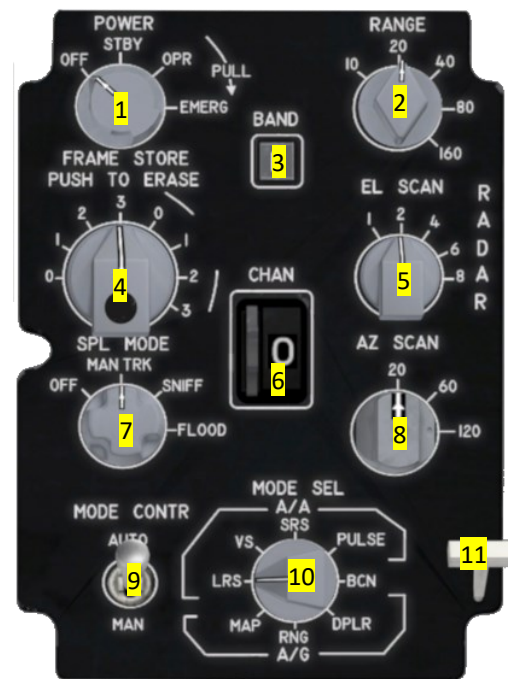 POWER
STBY
OFF
OPR
PULL
EMERG
1
RANGE
20
10
40
80
160
2
BAND
3
FRAME STORE
PUSH TO ERASE
3
2
0
1
1
0
2
3
4
EL SCAN
2
1
4
6
8
5
RADAR
CHAN
0
6
SPL MODE
MAN TRK
OFF
SNIFF
FLOOD
7
AZ SCAN
20
60
120
8
MODE CONTR
AUTO
9
MAN
MODE SEL
A/A
SRS
VS
PULSE
LRS
BCN
MAP
DPLR
RNG
A/G
10
11